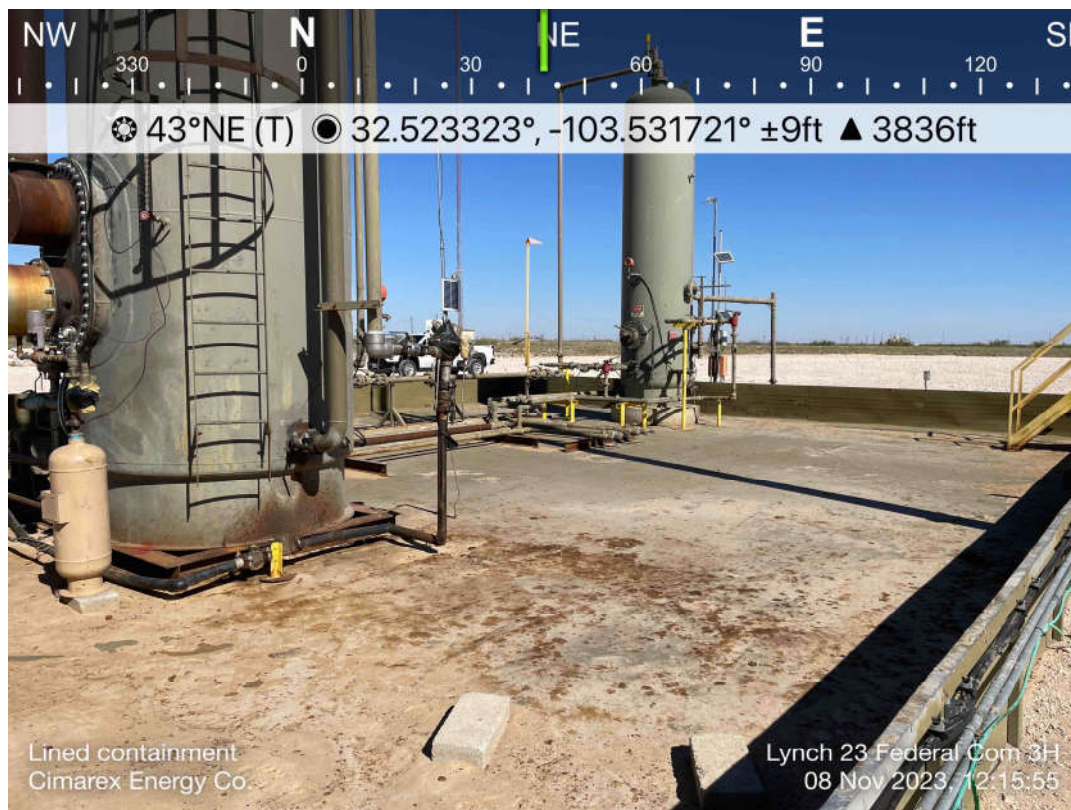 NW N NE E SE
330 0 30 60 90 120
43°NE (T) 32.523323°, -103.531721° ±9ft ▲ 3836ft
Lined containment
Cimarex Energy Co.
Lynch 23 Federal Com 3H
08 Nov 2023, 12:15:55